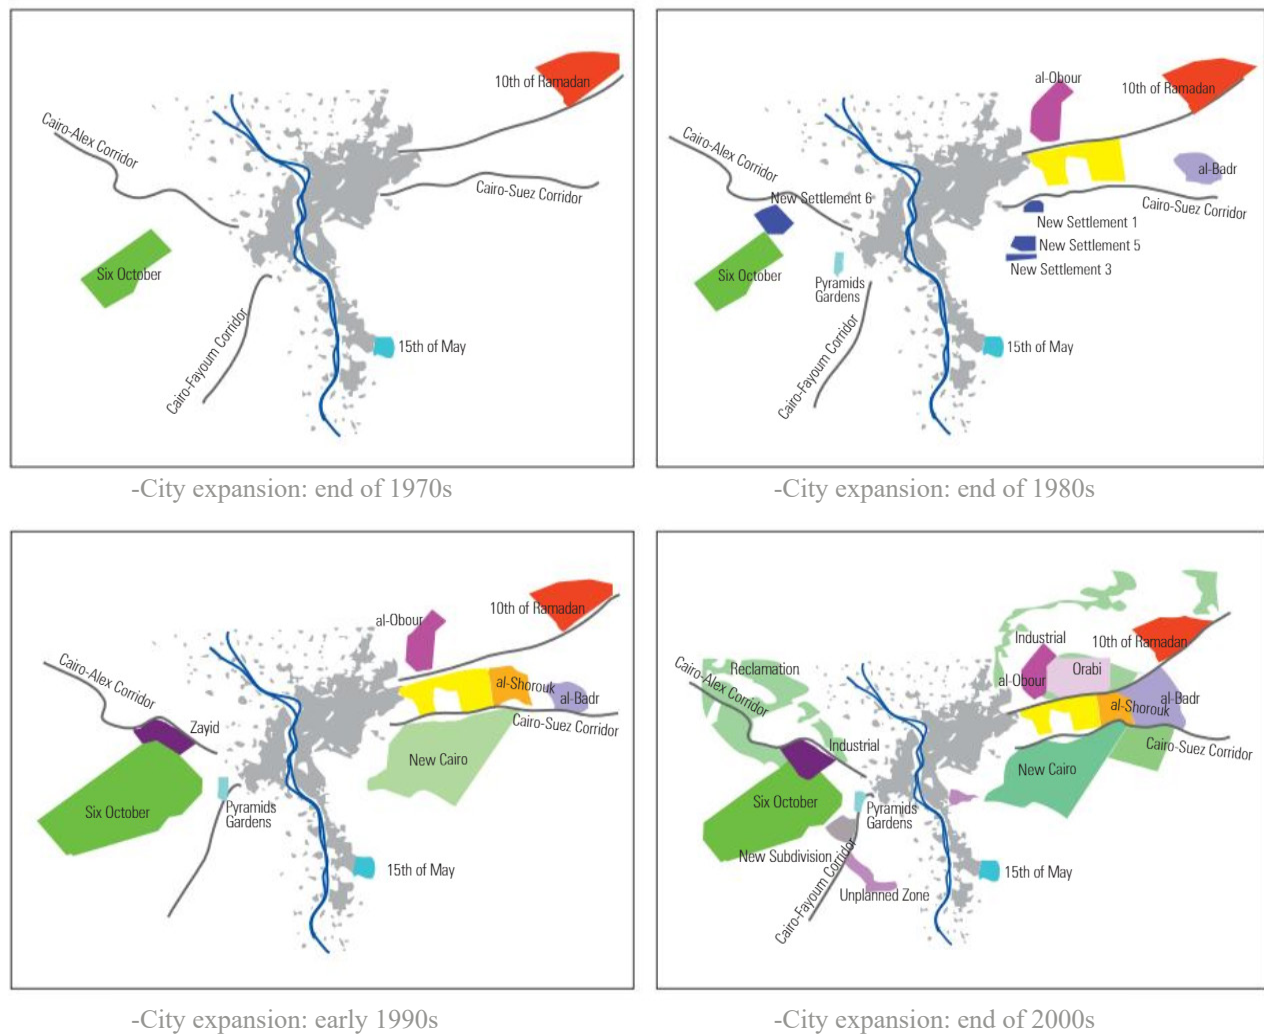 10th of Ramadan
Cairo-Alex Corridor
Cairo-Suez Corridor
Six October
Cairo-Fayoum Corridor
15th of May
-City expansion: end of 1970s
al-Obour
10th of Ramadan
Cairo-Alex Corridor
al-Badr
New Settlement 6
Cairo-Suez Corridor
New Settlement 1
New Settlement 5
New Settlement 3
Six October
Pyramids
Gardens
Cairo-Fayoum Corridor
15th of May
-City expansion: end of 1980s
10th of Ramadan
al-Obour
Cairo-Alex Corridor
al-Shorouk
al-Badr
Zayid
Cairo-Suez Corridor
New Cairo
Six October
Pyramids
Gardens
15th of May
-City expansion: early 1990s
Industrial
10th of Ramadan
Reclamation
Orabi
al-Obour
Cairo-Alex Corridor
al-Badr
al-Shorouk
Industrial
Cairo-Suez Corridor
New Cairo
Six October
Pyramids
Gardens
New Subdivision
15th of May
Unplanned Zone
Cairo-Fayoum Corridor
-City expansion: end of 2000s